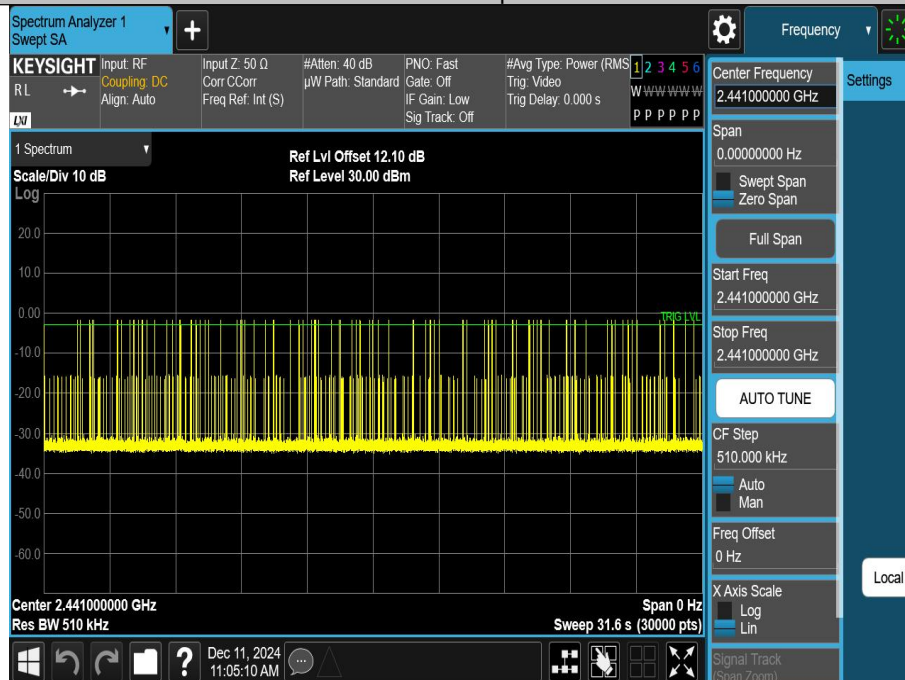 Spectrum Analyzer 1
Swept SA
+
Frequency
KEYSIGHT
RL
LXI
Input: RF
Coupling: DC
Align: Auto
Input Z: 50 Ω
Corr CCorr
Freq Ref: Int (S)
#Atten: 40 dB
µW Path: Standard
PNO: Fast
Gate: Off
IF Gain: Low
Sig Track: Off
#Avg Type: Power (RMS
Trig: Video
Trig Delay: 0.000 s
1 2 3 4 5 6
W W W W W W
P P P P P P
1 Spectrum
Scale/Div 10 dB
Ref Lvl Offset 12.10 dB
Ref Level 30.00 dBm
Log
20.0
10.0
0.00
-10.0
-20.0
-30.0
-40.0
-50.0
-60.0
TRIG LVL
Center 2.441000000 GHz
Res BW 510 kHz
Span 0 Hz
Sweep 31.6 s (30000 pts)
?
Dec 11, 2024
11:05:10 AM
Center Frequency
2.441000000 GHz
Span
0.00000000 Hz
Swept Span
Zero Span
Full Span
Start Freq
2.441000000 GHz
Stop Freq
2.441000000 GHz
AUTO TUNE
CF Step
510.000 kHz
Auto
Man
Freq Offset
0 Hz
X Axis Scale
Log
Lin
Signal Track
(Span Zoom)
Settings
Local